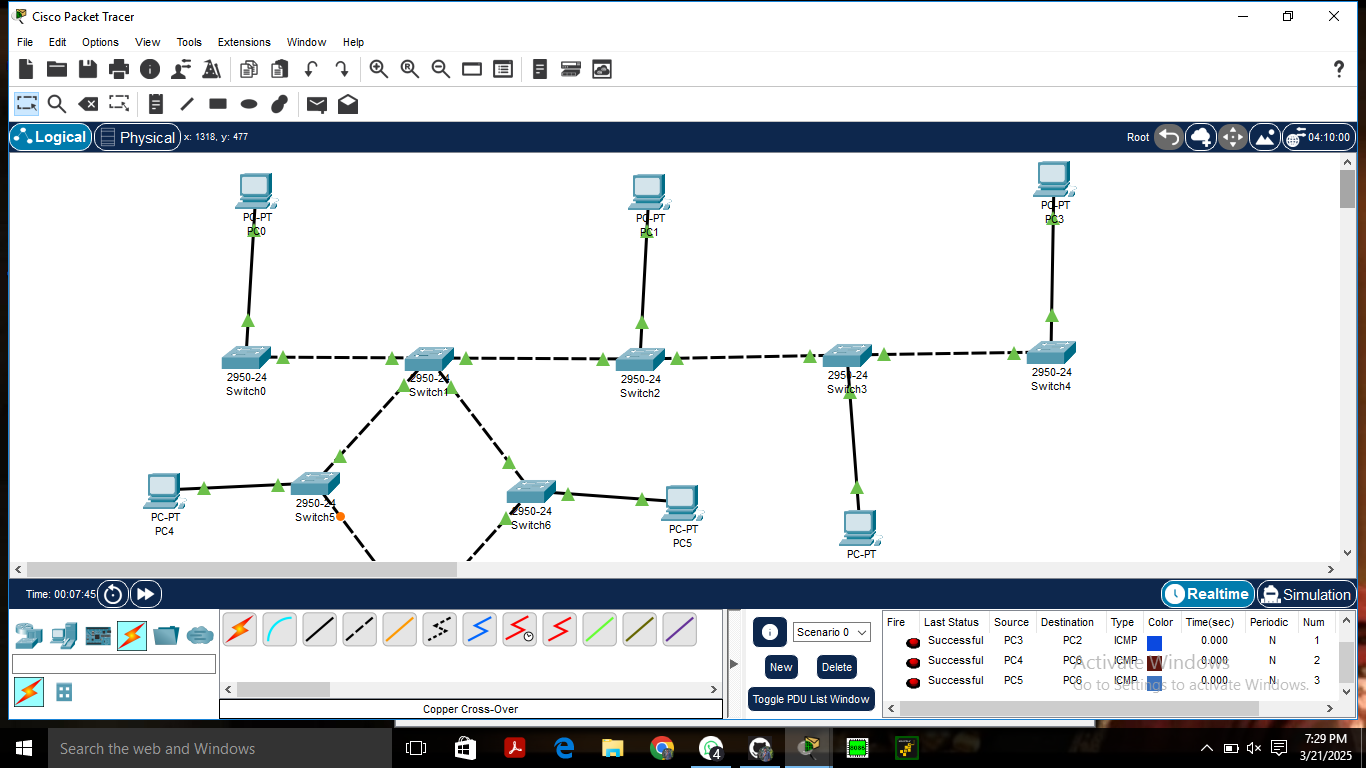 Cisco Packet Tracer
File Edit Options View Tools Extensions Window Help
Logical Physical x: 1318, y: 477 Root 04:10:00
PC-PT
PC0
PC-PT
PC1
PC-PT
PC3
2950-24
Switch0
2950-24
Switch1
2950-24
Switch2
2950-24
Switch3
2950-24
Switch4
PC-PT
PC4
2950-24
Switch5
2950-24
Switch6
PC-PT
PC5
PC-PT
Time: 00:07:45 Realtime Simulation
Scenario 0
New Delete
Toggle PDU List Window
Copper Cross-Over
Fire Last Status Source Destination Type Color Time(sec) Periodic Num
Successful PC3 PC2 ICMP 0.000 N 1
Successful PC4 PC6 ICMP 0.000 N 2
Successful PC5 PC6 ICMP 0.000 N 3
Activate Windows
Go to Settings to activate Windows.
Search the web and Windows
4
8086
7:29 PM
3/21/2025